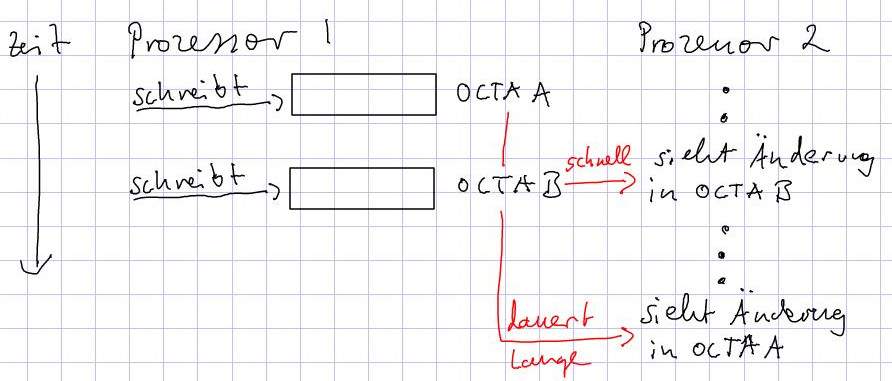 Zeit Prozessor 1 Prozessor 2
schreibt OCTA A
schreibt OCTA B schnell sieht Änderung
in OCTA B
dauert sieht Änderung
lange in OCTA A